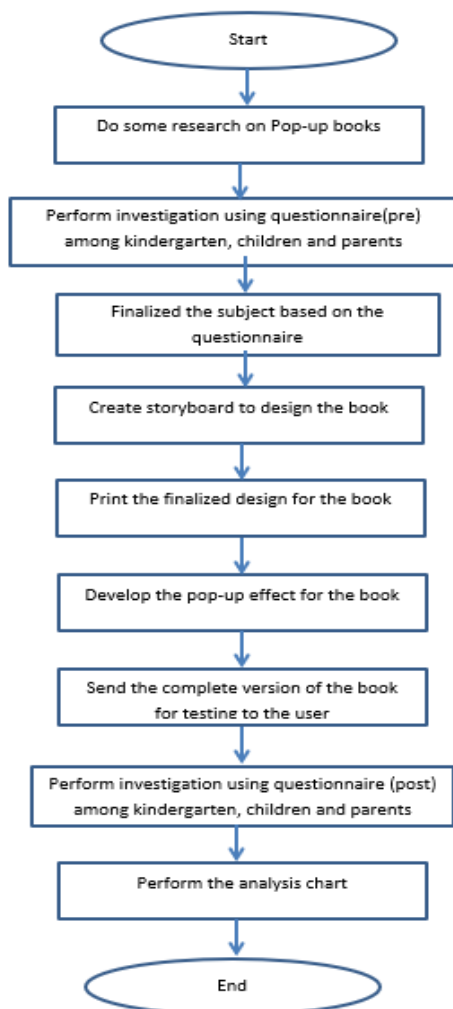 Start
Do some research on Pop-up books
Perform investigation using questionnaire(pre)
among kindergarten, children and parents
Finalized the subject based on the
questionnaire
Create storyboard to design the book
Print the finalized design for the book
Develop the pop-up effect for the book
Send the complete version of the book
for testing to the user
Perform investigation using questionnaire (post)
among kindergarten, children and parents
Perform the analysis chart
End